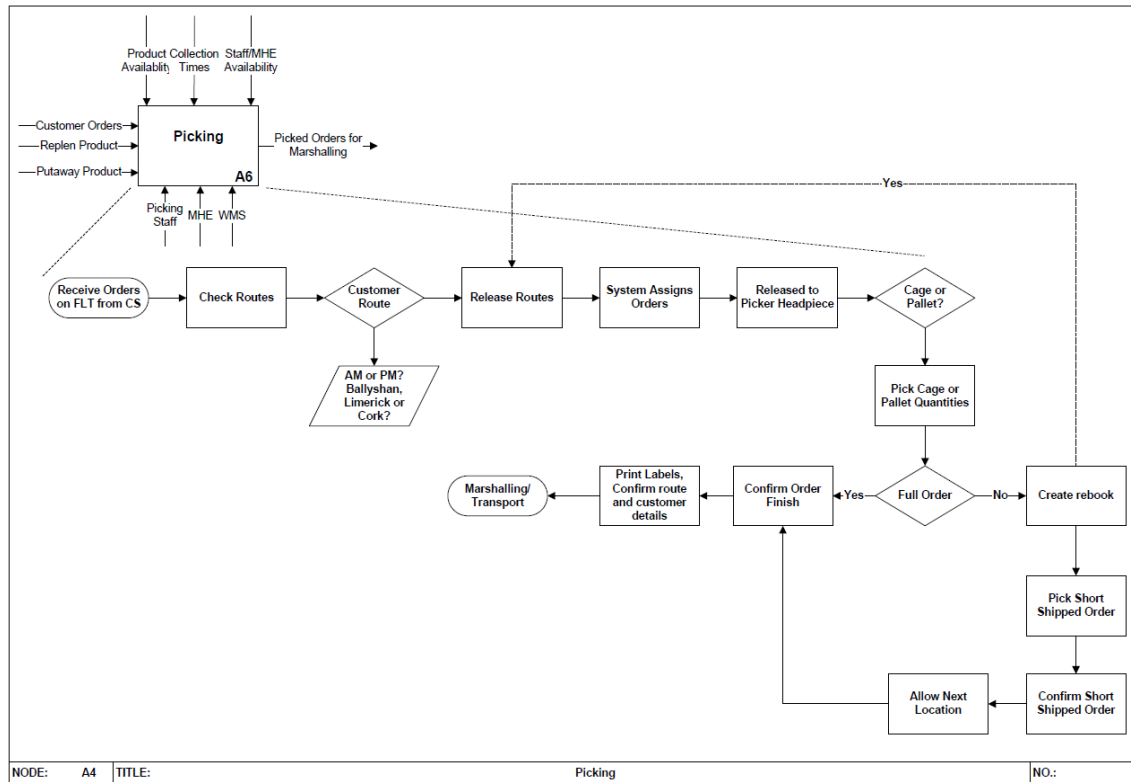 Product
Availablity
Collection
Times
Staff/MHE
Availability
Customer Orders
Replen Product
Putaway Product
Picking
A6
Picked Orders for
Marshalling
Picking
Staff
MHE
WMS
Yes
Receive Orders
on FLT from CS
Check Routes
Customer
Route
Release Routes
System Assigns
Orders
Released to
Picker Headpiece
Cage or
Pallet?
AM or PM?
Ballyshan,
Limerick or
Cork?
Pick Cage or
Pallet Quantities
Marshalling/
Transport
Print Labels,
Confirm route
and customer
details
Confirm Order
Finish
Yes
Full Order
No
Create rebook
Pick Short
Shipped Order
Allow Next
Location
Confirm Short
Shipped Order
NODE: A4 TITLE: Picking NO.: